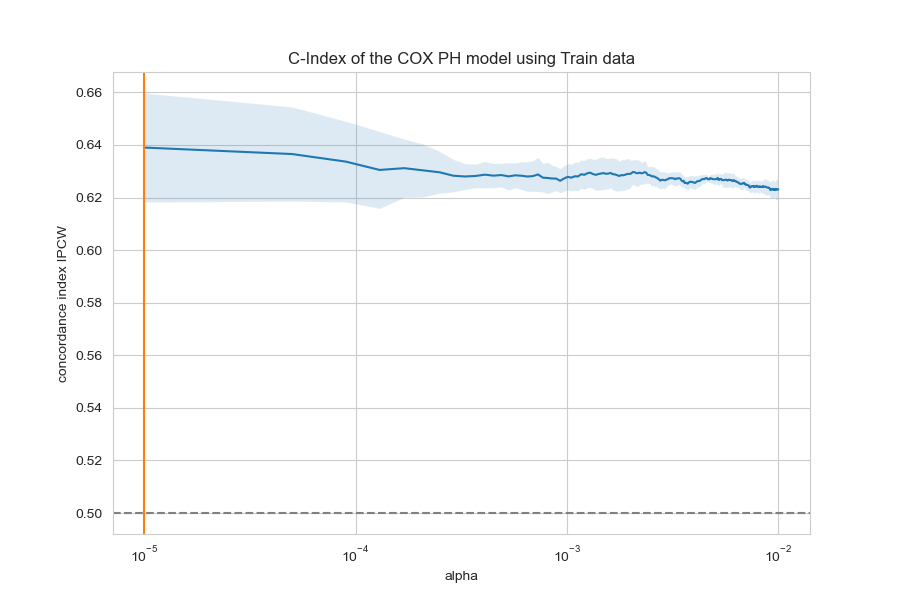 C-Index of the COX PH model using Train data
concordance index IPCW
0.66
0.64
0.62
0.60
0.58
0.56
0.54
0.52
0.50
10⁻⁵ 10⁻⁴ 10⁻³ 10⁻²
alpha